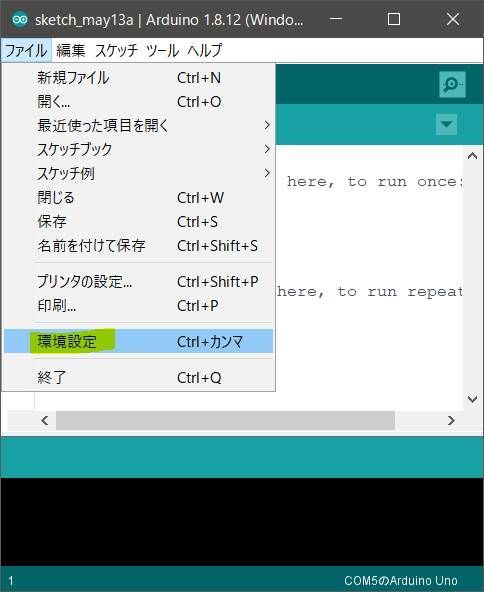 sketch_may13a | Arduino 1.8.12 (Windo...
ファイル 編集 スケッチ ツール ヘルプ
新規ファイル Ctrl+N
開く... Ctrl+O
最近使った項目を開く
スケッチブック
スケッチ例
here, to run once:
閉じる Ctrl+W
保存 Ctrl+S
名前を付けて保存 Ctrl+Shift+S
プリンタの設定... Ctrl+Shift+P
here, to run repeat
印刷... Ctrl+P
環境設定 Ctrl+カンマ
終了 Ctrl+Q
1 COM5のArduino Uno